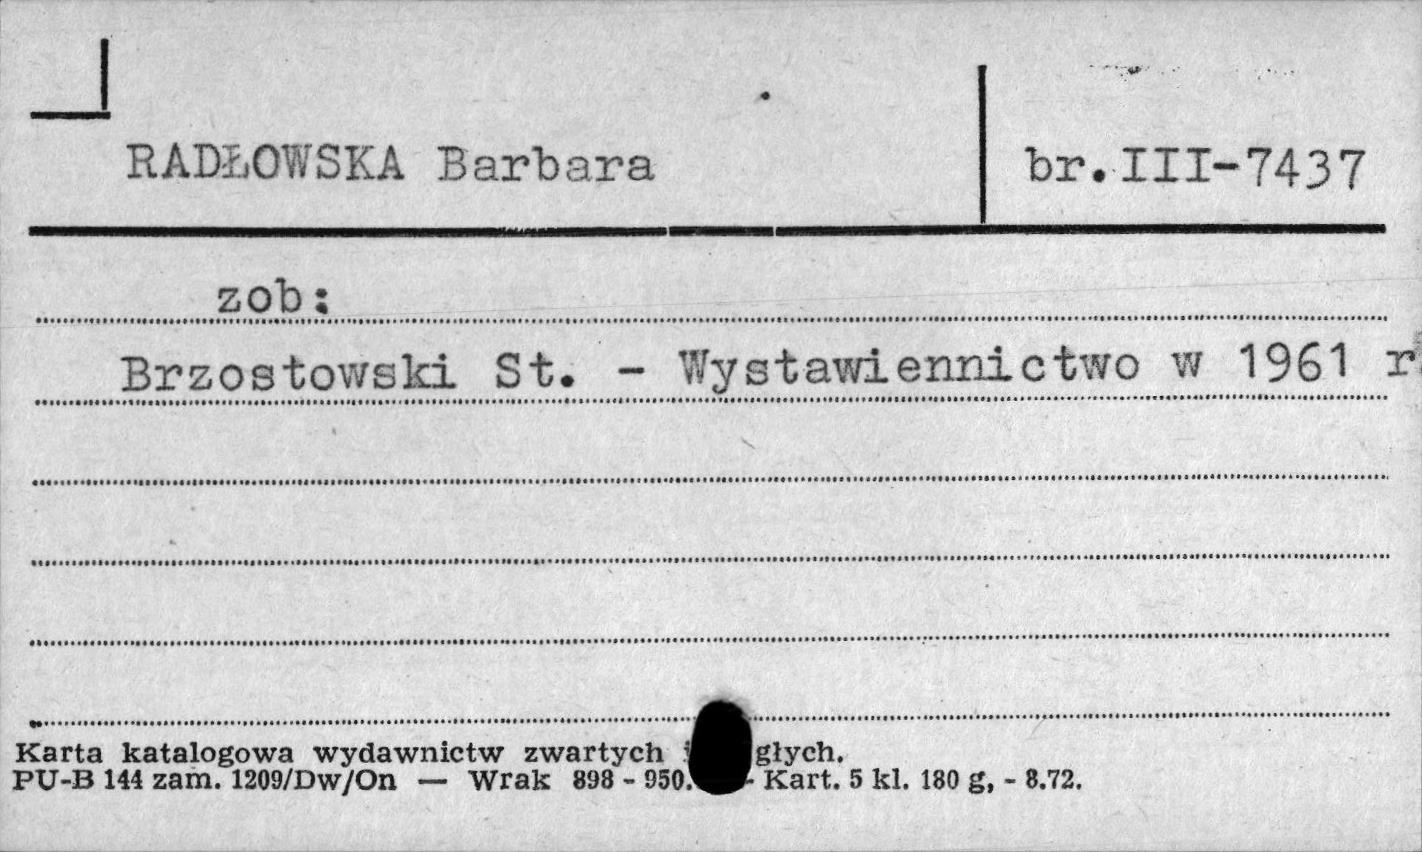 RADŁOWSKA Barbara
br.III-7437
zob:
Brzostowski St. - Wystawiennictwo w 1961 r
Karta katalogowa wydawnictw zwartych głych.
PU-B 144 zam. 1209/Dw/On — Wrak 898 - 950. - Kart. 5 kl. 180 g, - 8.72.